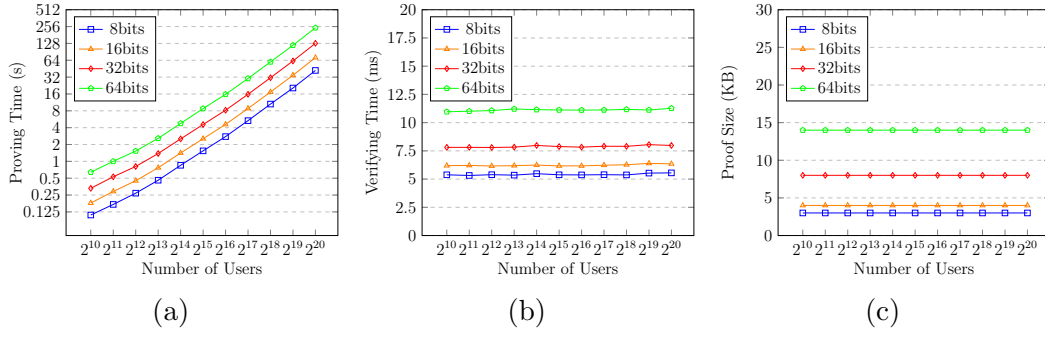 512
256
128
64
32
16
8
4
2
1
0.5
0.25
0.125
Proving Time (s)
8bits
16bits
32bits
64bits
2^10 2^11 2^12 2^13 2^14 2^15 2^16 2^17 2^18 2^19 2^20
Number of Users
(a)
20
17.5
15
12.5
10
7.5
5
2.5
0
Verifying Time (ms)
8bits
16bits
32bits
64bits
2^10 2^11 2^12 2^13 2^14 2^15 2^16 2^17 2^18 2^19 2^20
Number of Users
(b)
30
25
20
15
10
5
0
Proof Size (KB)
8bits
16bits
32bits
64bits
2^10 2^11 2^12 2^13 2^14 2^15 2^16 2^17 2^18 2^19 2^20
Number of Users
(c)